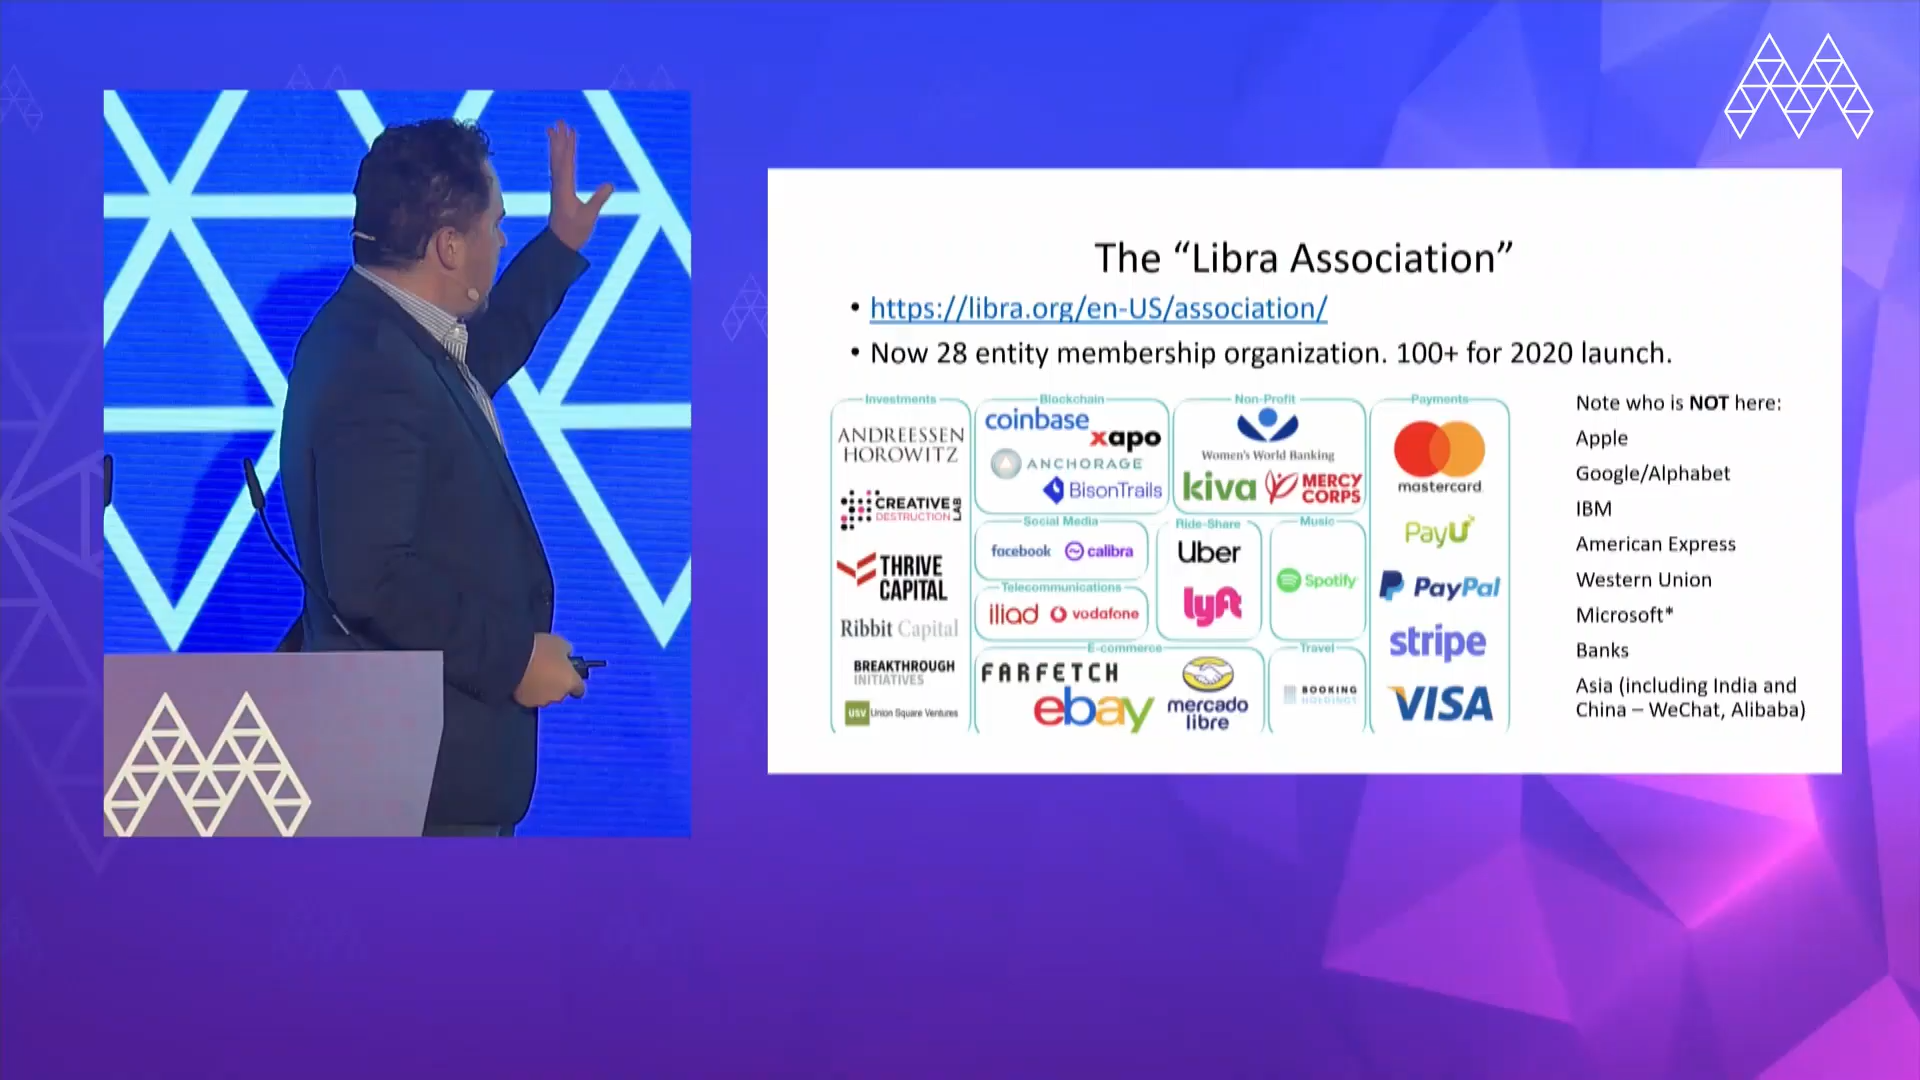 The “Libra Association”
• https://libra.org/en-US/association/
• Now 28 entity membership organization. 100+ for 2020 launch.
Investments
ANDREESSEN
HOROWITZ
CREATIVE
DESTRUCTION
LAB
THRIVE
CAPITAL
Ribbit Capital
BREAKTHROUGH
INITIATIVES
USV Union Square Ventures
Blockchain
coinbase
xapo
ANCHORAGE
BisonTrails
Non-Profit
Women's World Banking
kiva
MERCY
CORPS
Social Media
facebook calibra
Telecommunications
iliad vodafone
Ride-Share
Uber
lyft
Music
Spotify
E-commerce
FARFETCH
ebay
mercado
libre
Travel
BOOKING
HOLDINGS
Payments
mastercard
PayU
PayPal
stripe
VISA
Note who is NOT here:
Apple
Google/Alphabet
IBM
American Express
Western Union
Microsoft*
Banks
Asia (including India and
China – WeChat, Alibaba)